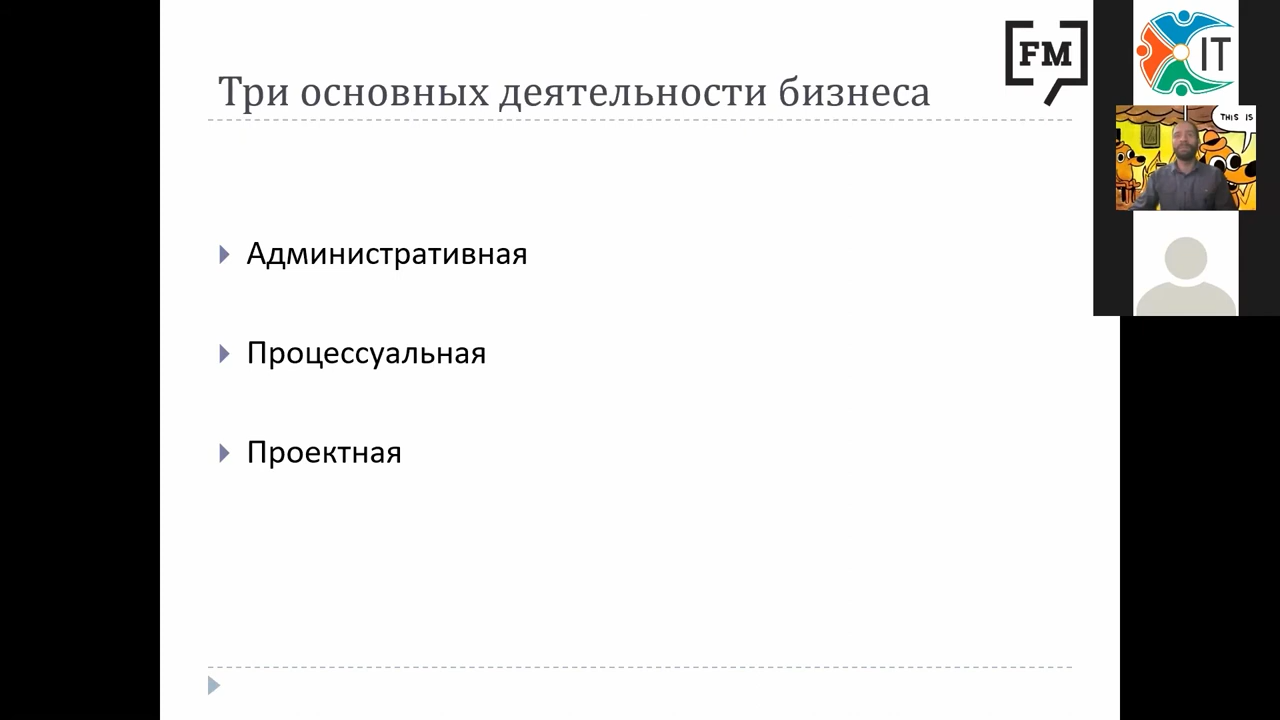 Три основных деятельности бизнеса
FM
IT
THIS IS
Административная
Процессуальная
Проектная